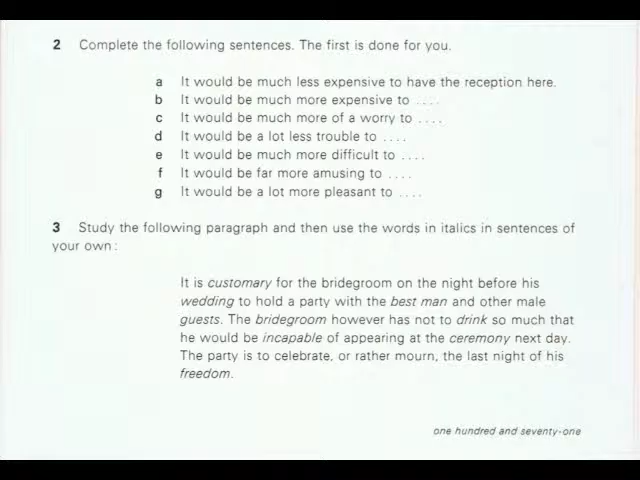 2 Complete the following sentences. The first is done for you.
a It would be much less expensive to have the reception here.
b It would be much more expensive to ....
c It would be much more of a worry to ....
d It would be a lot less trouble to ....
e It would be much more difficult to ....
f It would be far more amusing to ....
g It would be a lot more pleasant to ....
3 Study the following paragraph and then use the words in italics in sentences of
your own:
It is customary for the bridegroom on the night before his
wedding to hold a party with the best man and other male
guests. The bridegroom however has not to drink so much that
he would be incapable of appearing at the ceremony next day.
The party is to celebrate, or rather mourn, the last night of his
freedom.
one hundred and seventy-one